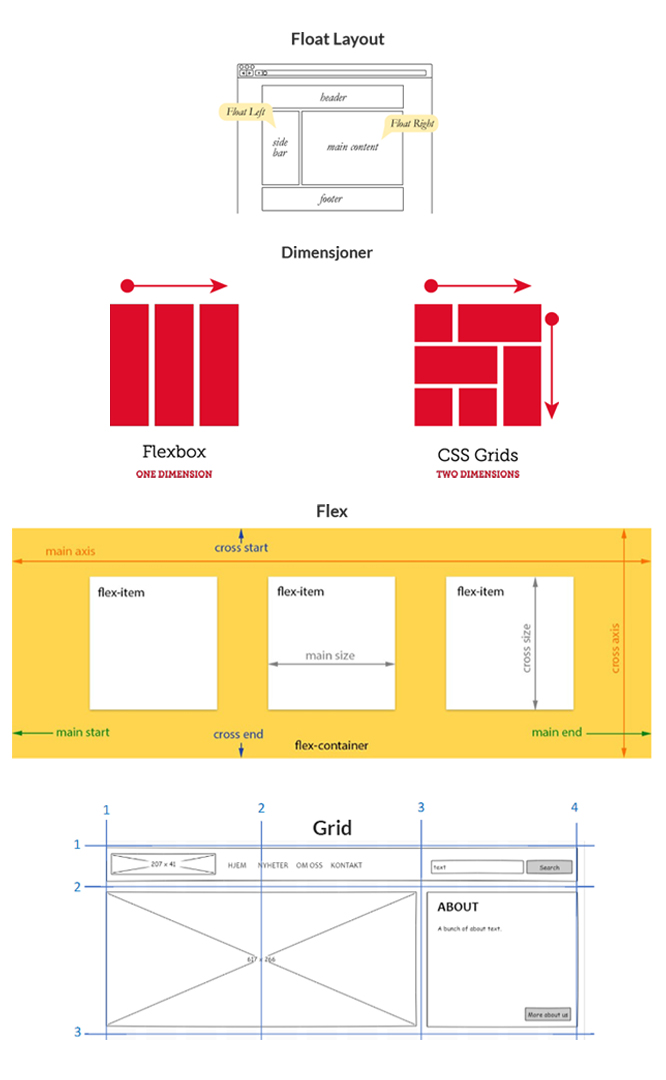 Float Layout
header
Float Left
Float Right
side
bar
main content
footer
Dimensjoner
Flexbox
ONE DIMENSION
CSS Grids
TWO DIMENSIONS
Flex
cross start
main axis
flex-item
flex-item
flex-item
main size
cross size
cross axis
main start
cross end
main end
flex-container
1
2
3
4
Grid
1
207 x 41
HJEM
NYHETER
OM OSS
KONTAKT
text
Search
2
ABOUT
A bunch of about text.
617 x 266
More about us
3